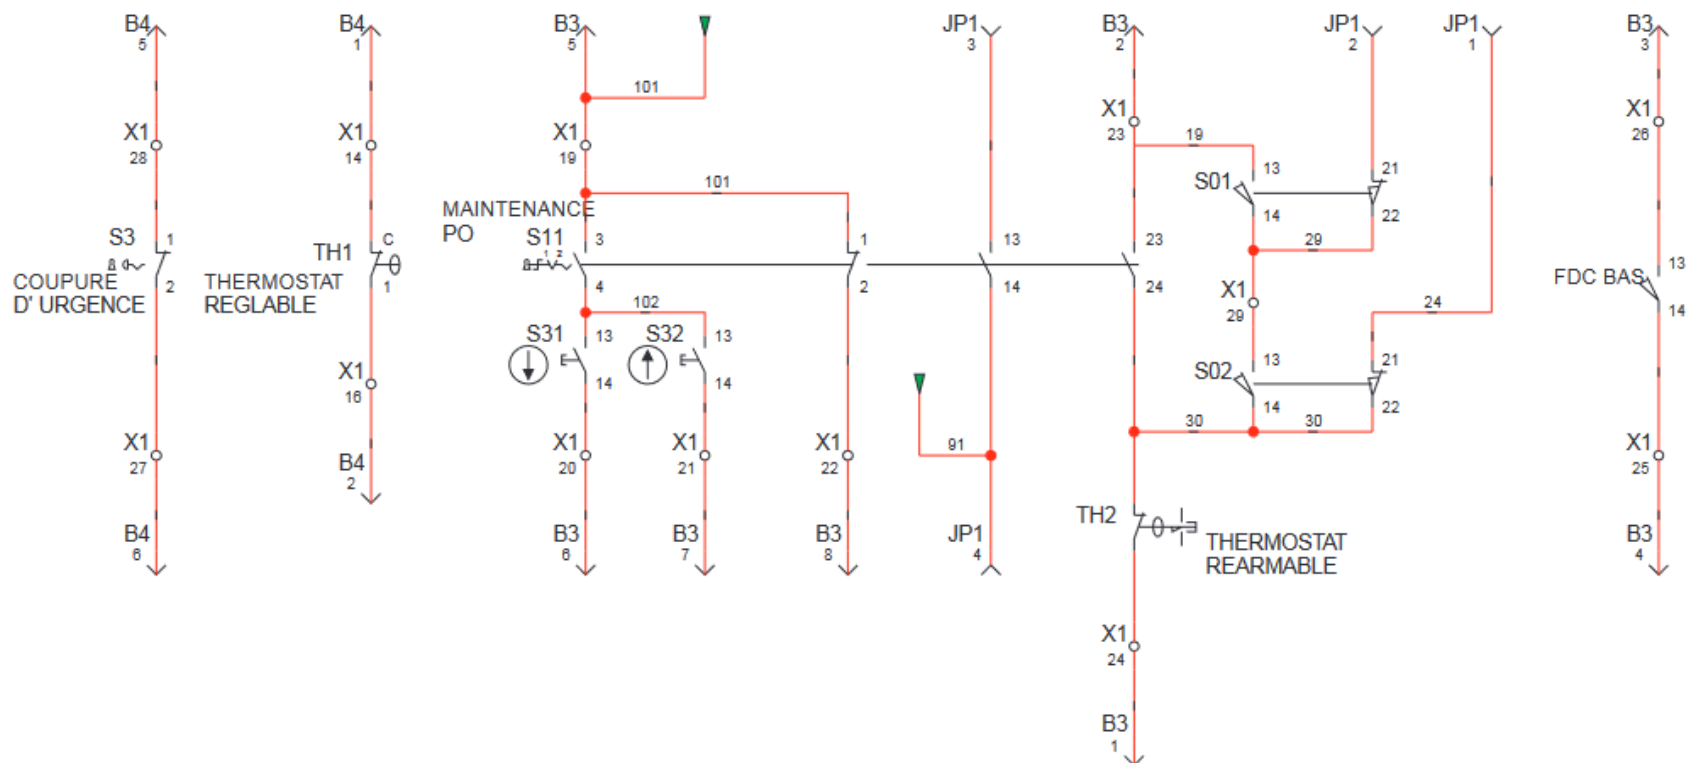 B4
5
B4
1
B3
5
JP1
3
B3
2
JP1
2
JP1
1
B3
3
101
X1
28
X1
14
X1
19
X1
23
19
X1
26
13
21
S01
14
22
101
MAINTENANCE
PO
S3
1
2
COUPURE
D' URGENCE
TH1
C
1
THERMOSTAT
REGLABLE
S11
1 2
3
4
1
2
13
14
23
24
29
X1
29
24
FDC BAS
13
14
102
S31
13
14
S32
13
14
S02
13
14
21
22
30
30
X1
16
X1
27
B4
2
X1
20
X1
21
X1
22
91
X1
25
B4
6
B3
6
B3
7
B3
8
JP1
4
TH2
THERMOSTAT
REARMABLE
B3
4
X1
24
B3
1